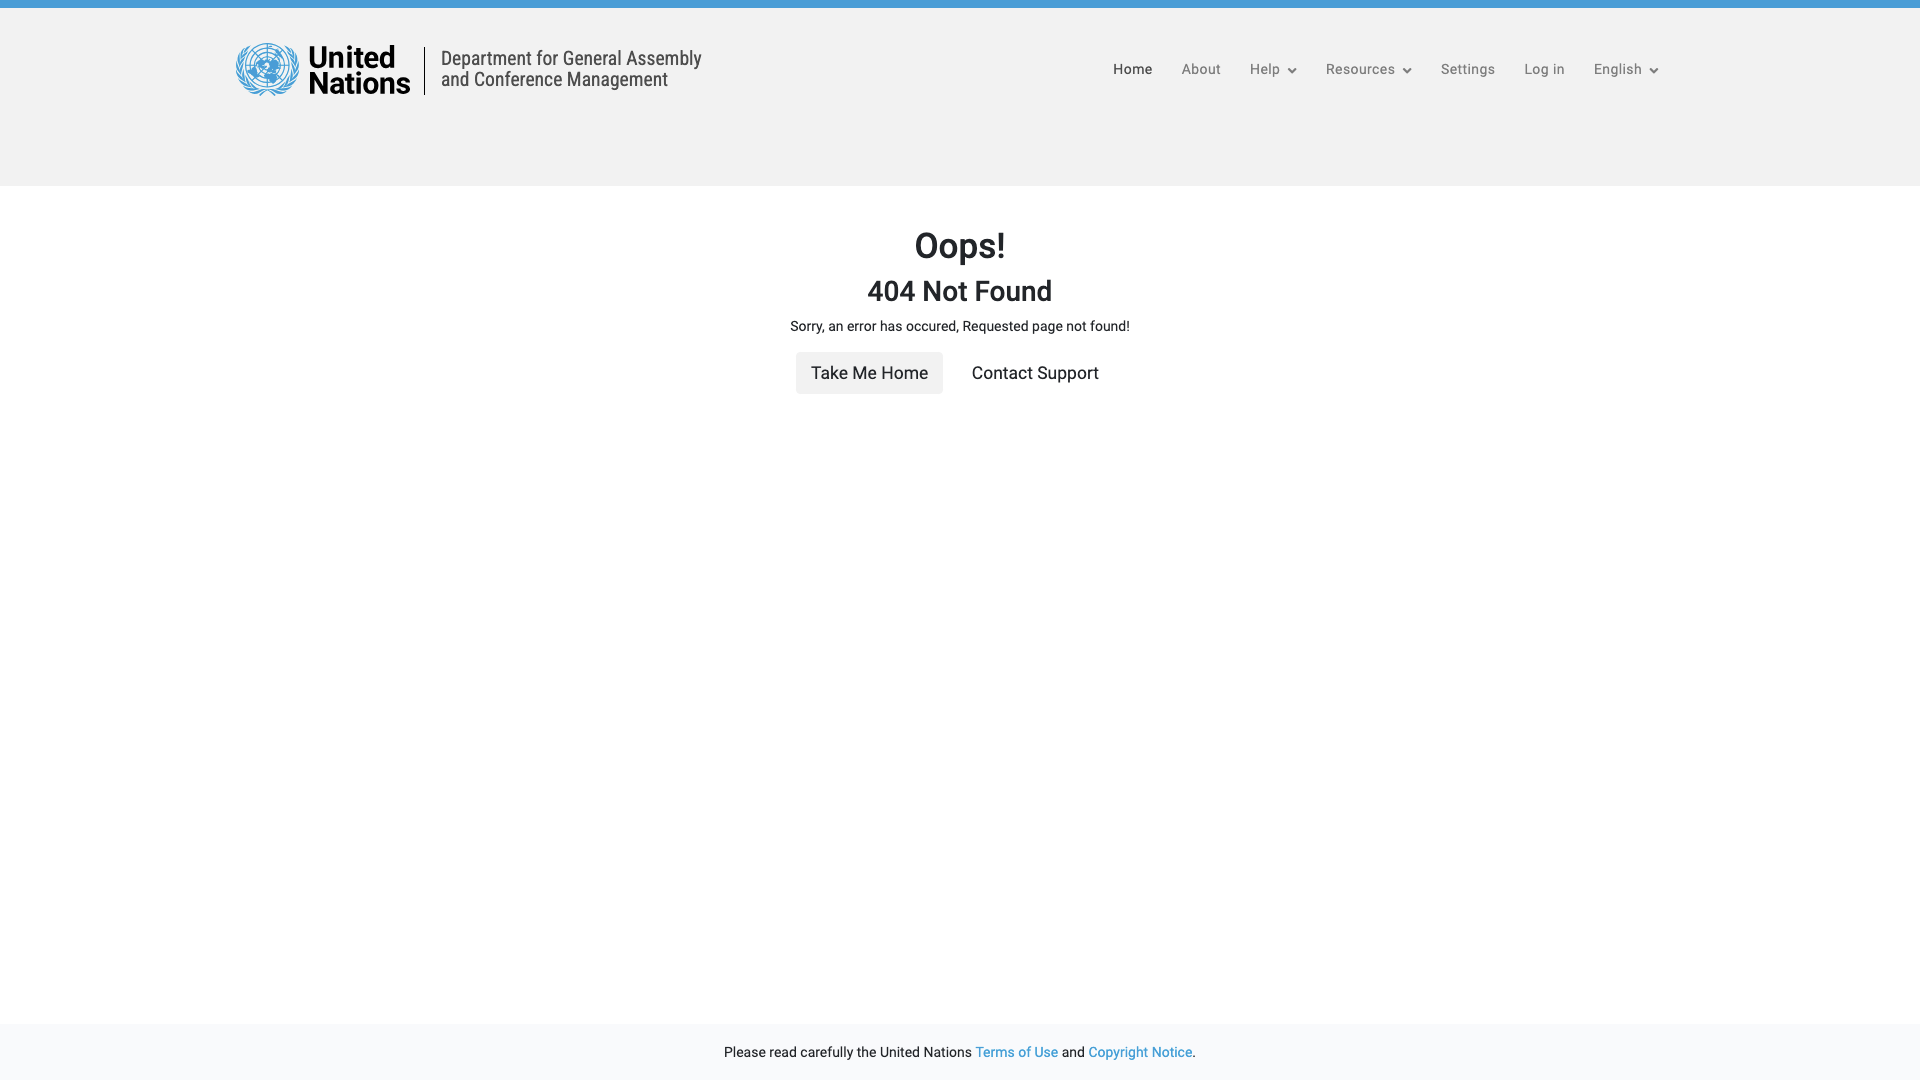 United
Nations
Department for General Assembly
and Conference Management
Home About Help Resources Settings Log in English
Oops!
404 Not Found
Sorry, an error has occured, Requested page not found!
Take Me Home Contact Support
Please read carefully the United Nations Terms of Use and Copyright Notice.